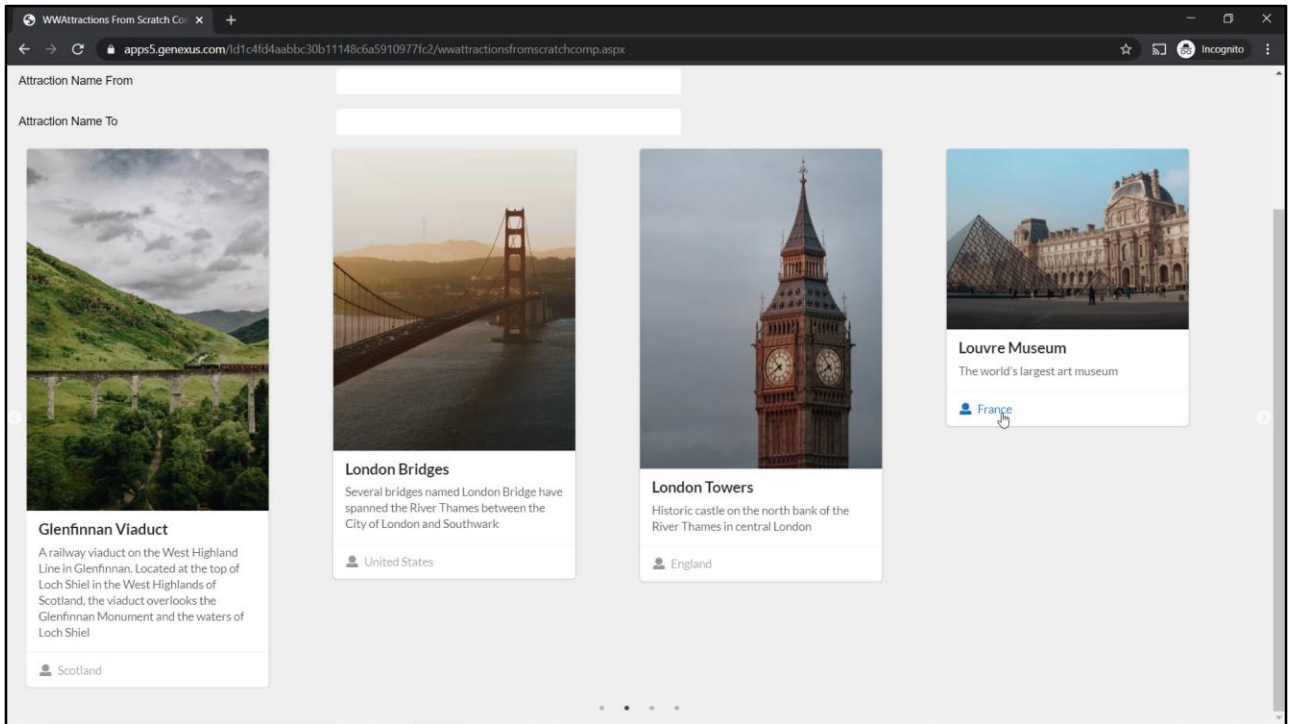 WWAttractions From Scratch Co
apps5.genexus.com/Id1c4fd4aabbc30b11148c6a5910977fc2/wwattractionsfromscratchcomp.aspx
Incognito
Attraction Name From
Attraction Name To
Glenfinnan Viaduct
A railway viaduct on the West Highland
Line in Glenfinnan. Located at the top of
Loch Shiel in the West Highlands of
Scotland, the viaduct overlooks the
Glenfinnan Monument and the waters of
Loch Shiel
Scotland
London Bridges
Several bridges named London Bridge have
spanned the River Thames between the
City of London and Southwark
United States
London Towers
Historic castle on the north bank of the
River Thames in central London
England
Louvre Museum
The world's largest art museum
France